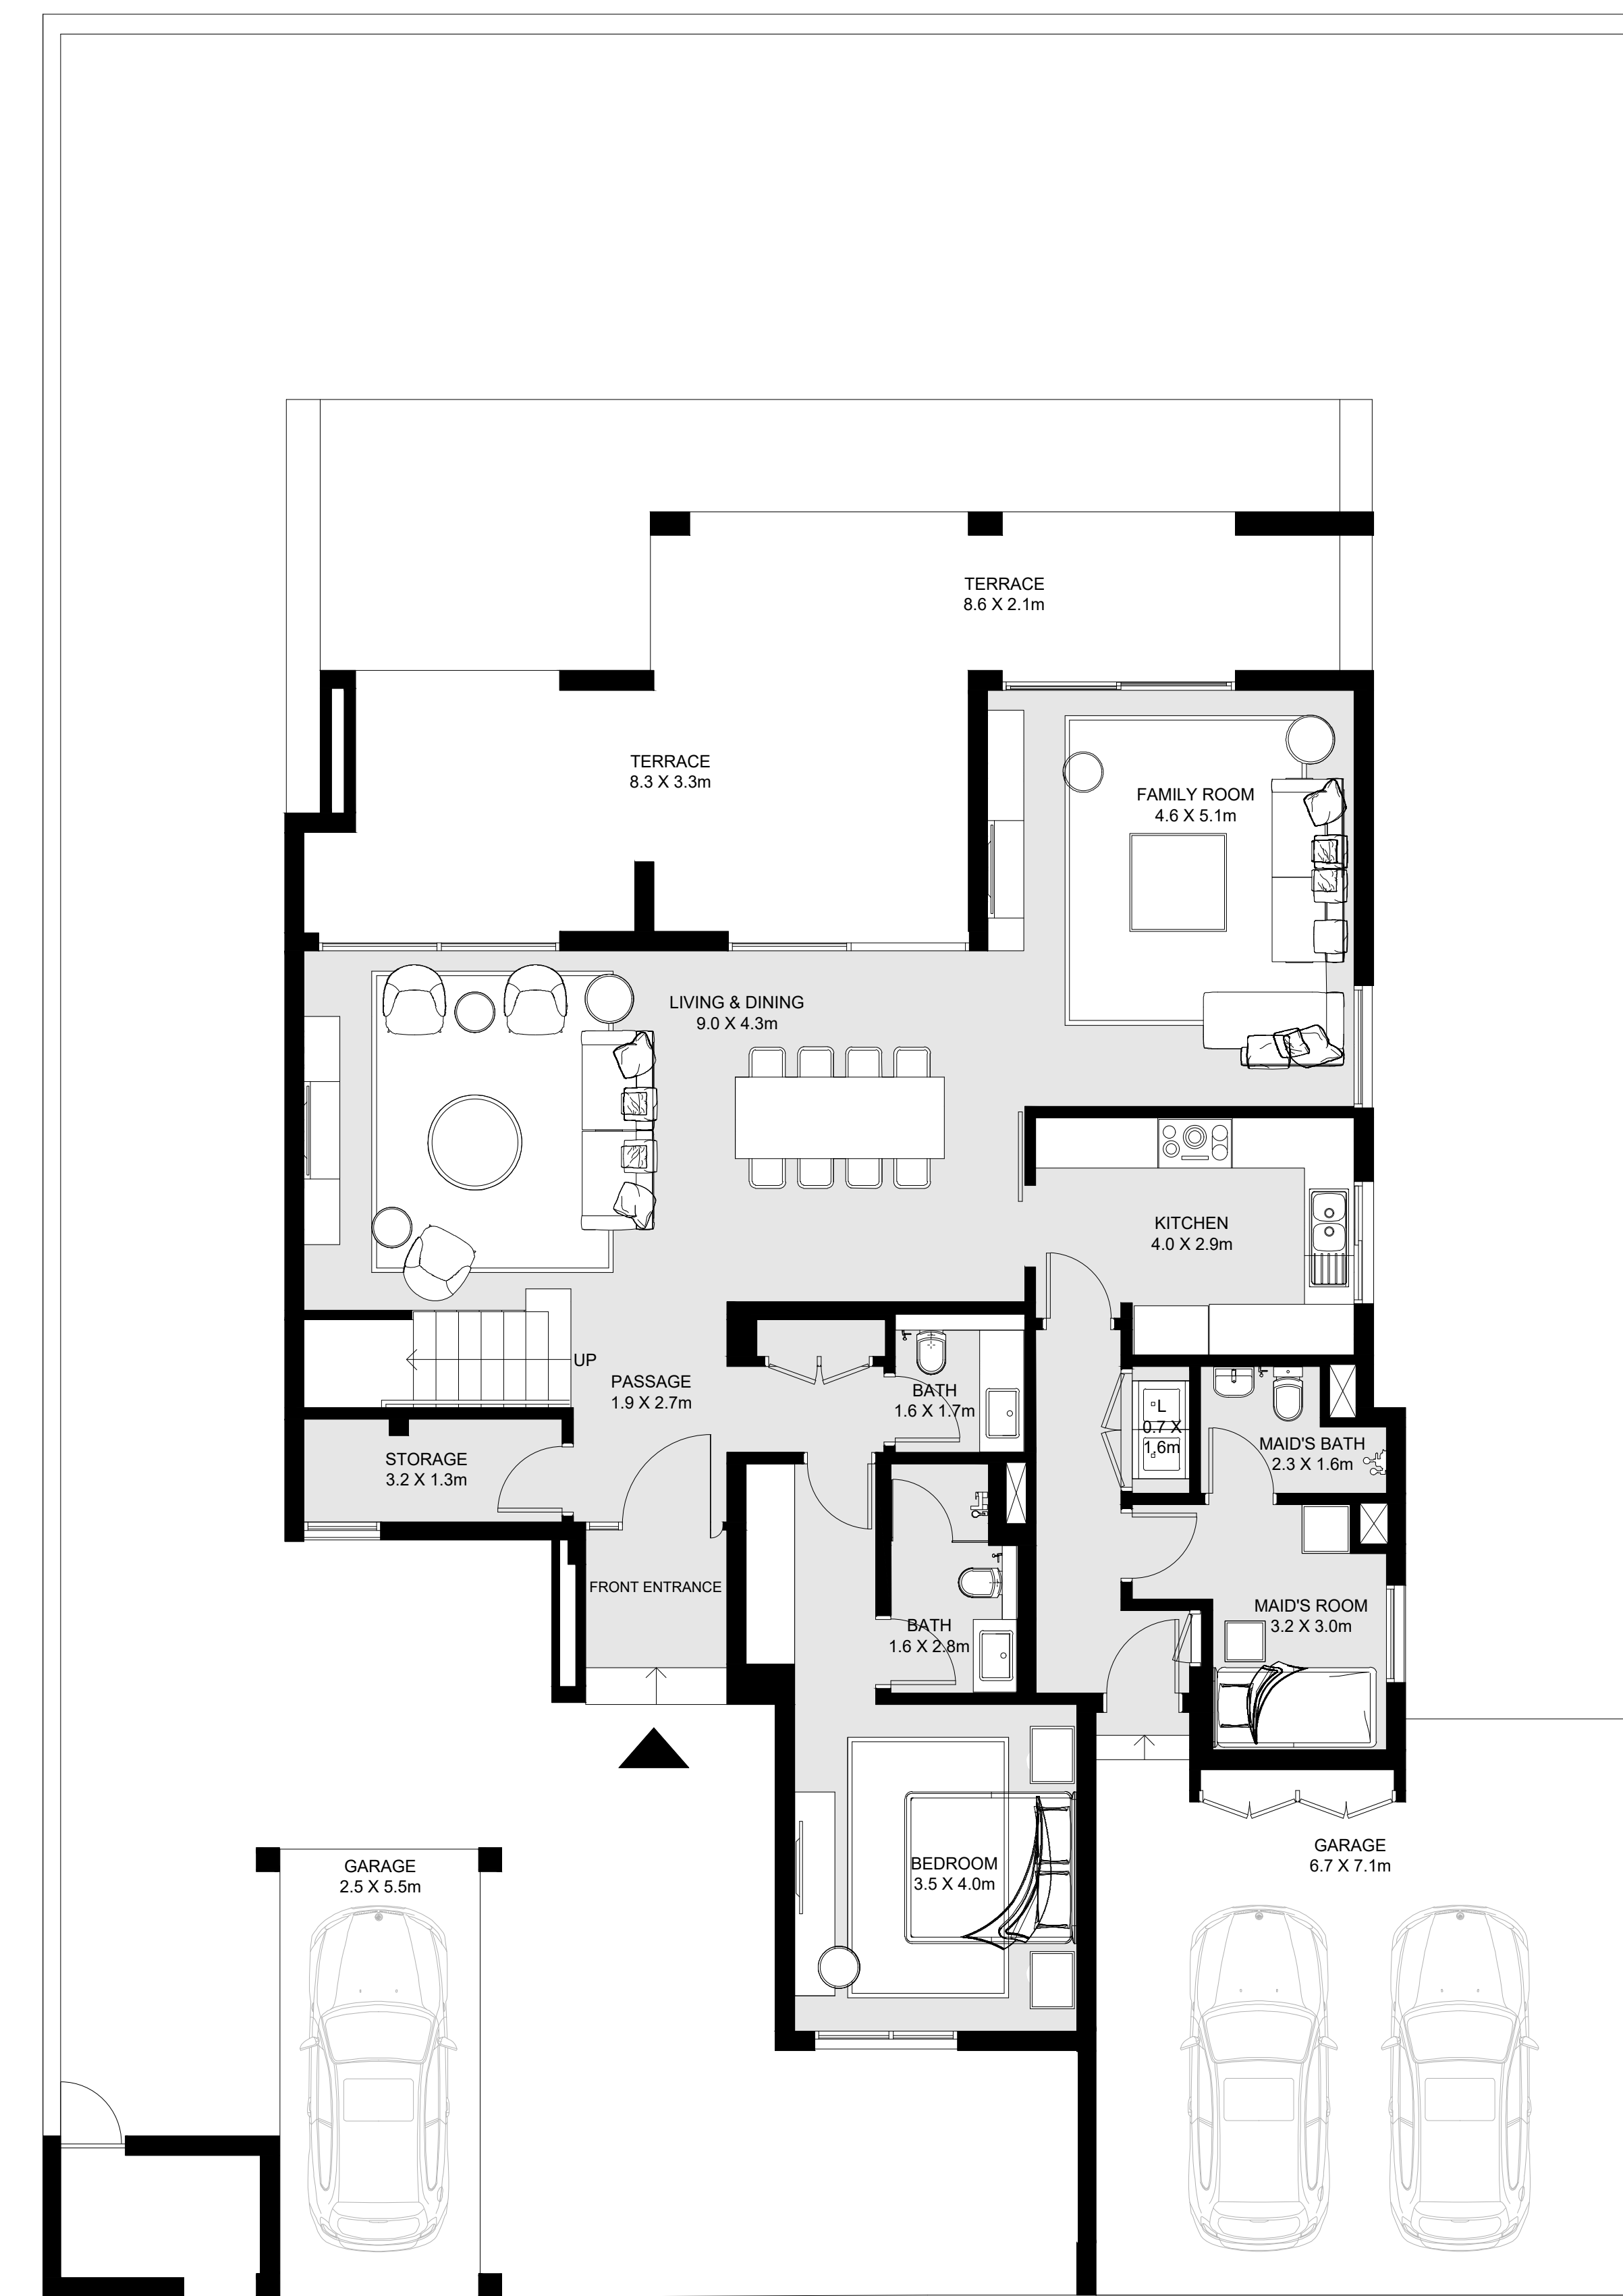 TERRACE
8.6 X 2.1m
TERRACE
8.3 X 3.3m
FAMILY ROOM
4.6 X 5.1m
LIVING & DINING
9.0 X 4.3m
KITCHEN
4.0 X 2.9m
UP
PASSAGE
1.9 X 2.7m
BATH
1.6 X 1.7m
L
0.7 X
1.6m
MAID'S BATH
2.3 X 1.6m
STORAGE
3.2 X 1.3m
FRONT ENTRANCE
BATH
1.6 X 2.8m
MAID'S ROOM
3.2 X 3.0m
BEDROOM
3.5 X 4.0m
GARAGE
2.5 X 5.5m
GARAGE
6.7 X 7.1m